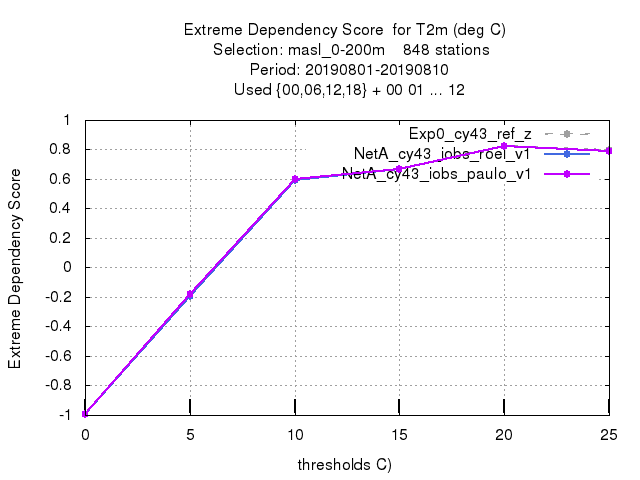 Extreme Dependency Score  for T2m (deg C)
Selection: masl_0-200m    848 stations
Period: 20190801-20190810
Used {00,06,12,18} + 00 01 ... 12
Exp0_cy43_ref_z
NetA_cy43_iobs_roel_v1
NetA_cy43_iobs_paulo_v1
Extreme Dependency Score
1
0.8
0.6
0.4
0.2
0
-0.2
-0.4
-0.6
-0.8
-1
0 5 10 15 20 25
thresholds C)